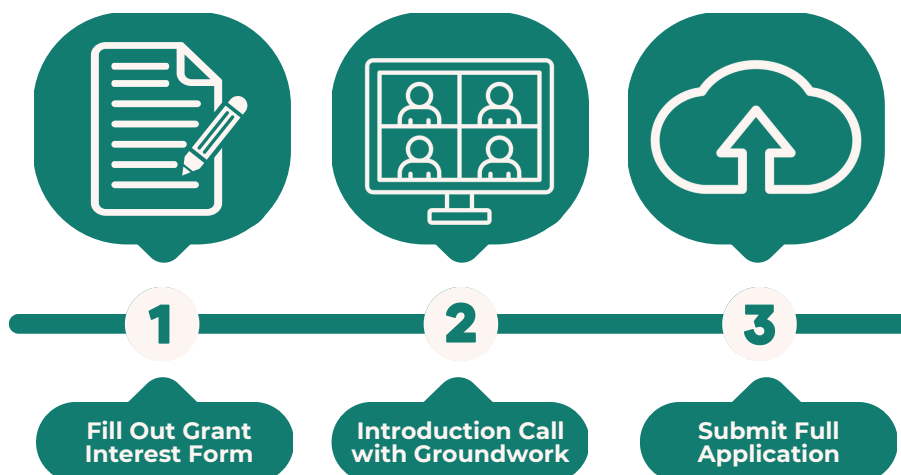 1
2
3
Fill Out Grant
Interest Form
Introduction Call
with Groundwork
Submit Full
Application